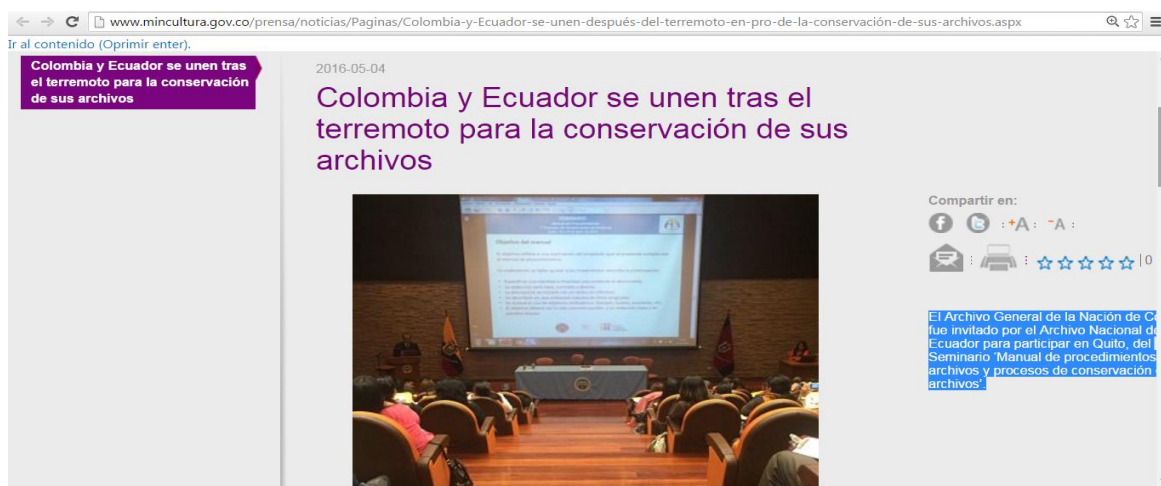 www.mincultura.gov.co/prensa/noticias/Paginas/Colombia-y-Ecuador-se-unen-después-del-terremoto-en-pro-de-la-conservación-de-sus-archivos.aspx
Ir al contenido (Oprimir enter).
Colombia y Ecuador se unen tras
el terremoto para la conservación
de sus archivos
2016-05-04
Colombia y Ecuador se unen tras el
terremoto para la conservación de sus
archivos
Objetivo del manual
Compartir en:
+A : -A :
0
El Archivo General de la Nación de Co
fue invitado por el Archivo Nacional de
Ecuador para participar en Quito, del
Seminario 'Manual de procedimientos
archivos y procesos de conservación
archivos'.